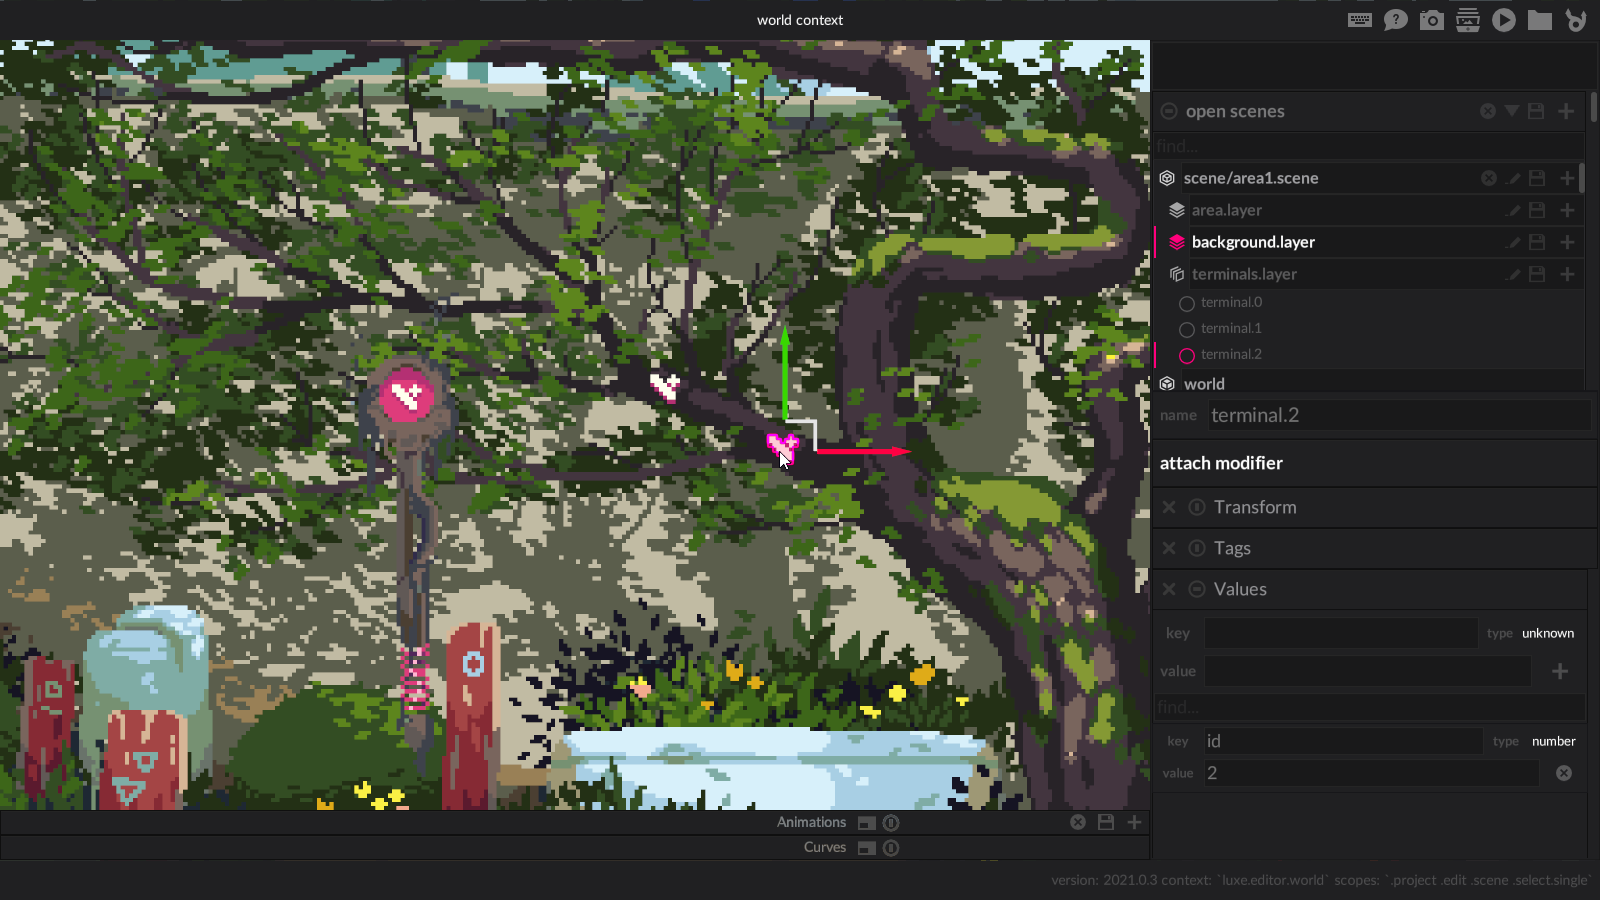 world context
open scenes
find...
scene/area1.scene
area.layer
background.layer
terminals.layer
terminal.0
terminal.1
terminal.2
world
name terminal.2
attach modifier
Transform
Tags
Values
key type unknown
value
find...
key id type number
value 2
Animations
Curves
version: 2021.0.3 context: `luxe.editor.world` scopes: `.project .edit .scene .select.single`